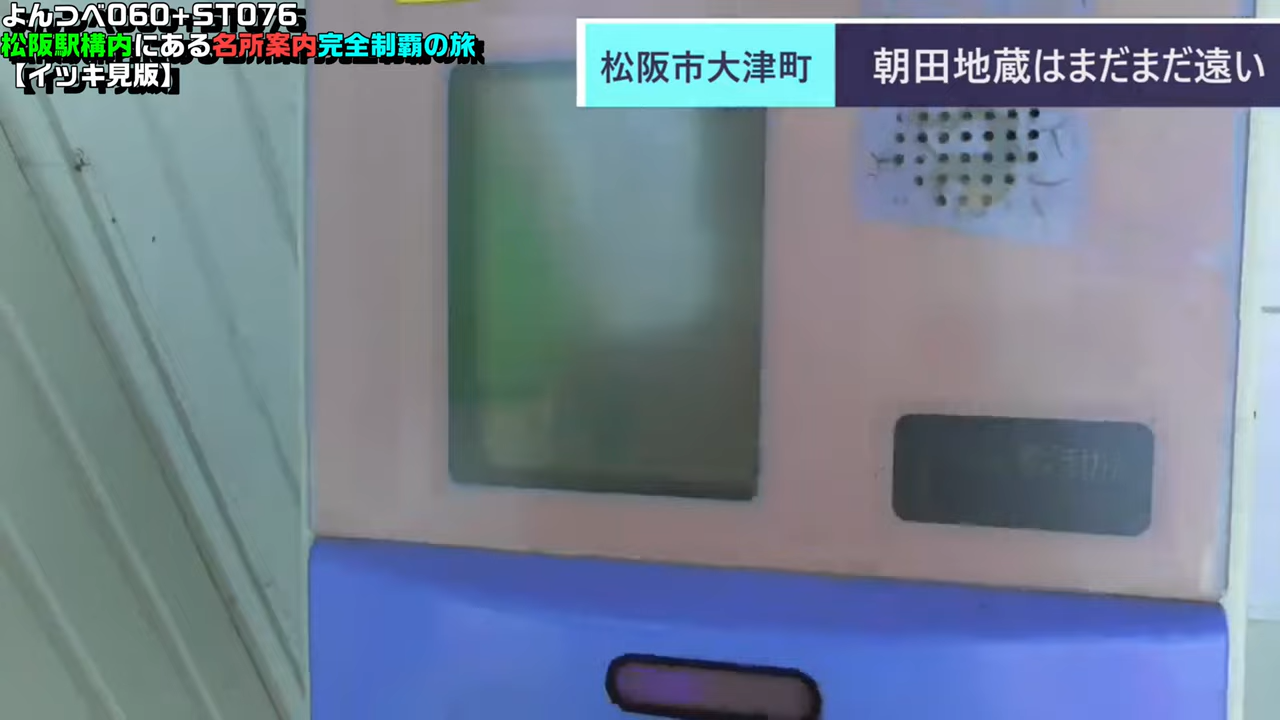 よんつべ060+ST076
松阪駅構内にある名所案内完全制覇の旅
【イツキ見版】
松阪市大津町
朝田地蔵はまだまだ遠い